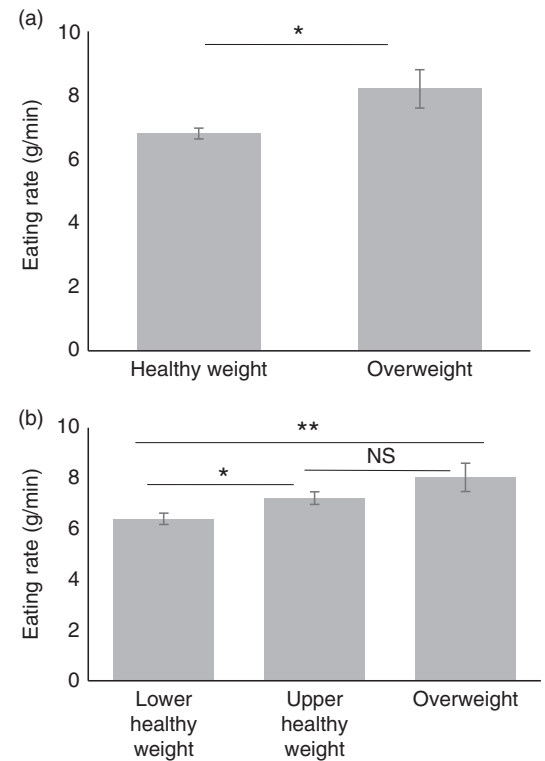 (a)
10
8
6
4
2
0
Eating rate (g/min)
*
Healthy weight
Overweight
(b)
10
8
6
4
2
0
Eating rate (g/min)
**
*
NS
Lower
healthy
weight
Upper
healthy
weight
Overweight